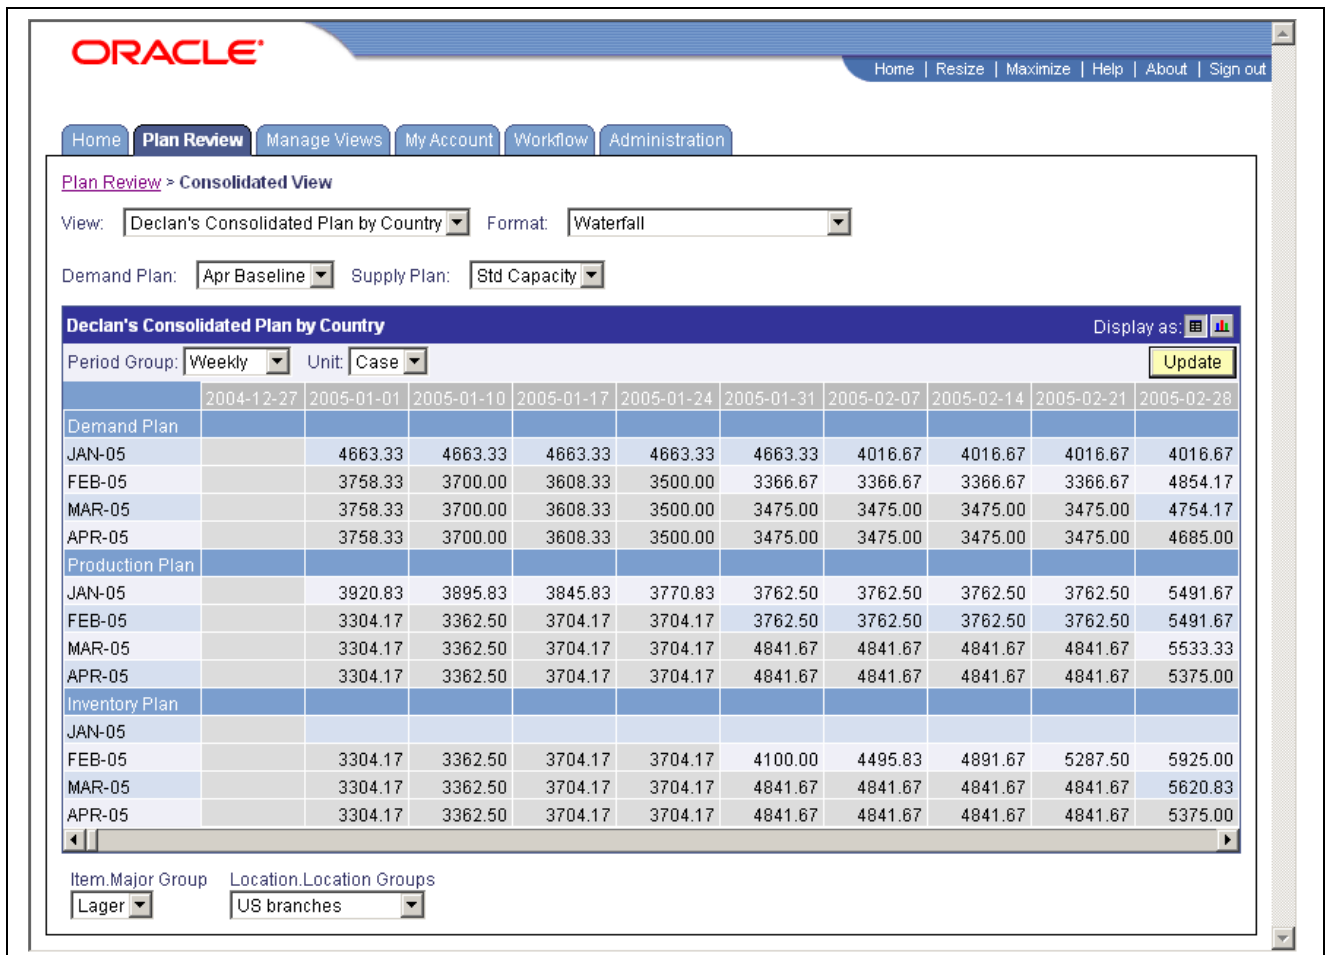 ORACLE
Home | Resize | Maximize | Help | About | Sign out
Home Plan Review Manage Views My Account Workflow Administration
Plan Review > Consolidated View
View: Declan's Consolidated Plan by Country Format: Waterfall
Demand Plan: Apr Baseline Supply Plan: Std Capacity
Declan's Consolidated Plan by Country Display as:
Period Group: Weekly Unit: Case Update
2004-12-27 2005-01-01 2005-01-10 2005-01-17 2005-01-24 2005-01-31 2005-02-07 2005-02-14 2005-02-21 2005-02-28
Demand Plan
JAN-05 4663.33 4663.33 4663.33 4663.33 4663.33 4016.67 4016.67 4016.67 4016.67
FEB-05 3758.33 3700.00 3608.33 3500.00 3366.67 3366.67 3366.67 3366.67 4854.17
MAR-05 3758.33 3700.00 3608.33 3500.00 3475.00 3475.00 3475.00 3475.00 4754.17
APR-05 3758.33 3700.00 3608.33 3500.00 3475.00 3475.00 3475.00 3475.00 4685.00
Production Plan
JAN-05 3920.83 3895.83 3845.83 3770.83 3762.50 3762.50 3762.50 3762.50 5491.67
FEB-05 3304.17 3362.50 3704.17 3704.17 3762.50 3762.50 3762.50 3762.50 5491.67
MAR-05 3304.17 3362.50 3704.17 3704.17 4841.67 4841.67 4841.67 4841.67 5533.33
APR-05 3304.17 3362.50 3704.17 3704.17 4841.67 4841.67 4841.67 4841.67 5375.00
Inventory Plan
JAN-05
FEB-05 3304.17 3362.50 3704.17 3704.17 4100.00 4495.83 4891.67 5287.50 5925.00
MAR-05 3304.17 3362.50 3704.17 3704.17 4841.67 4841.67 4841.67 4841.67 5620.83
APR-05 3304.17 3362.50 3704.17 3704.17 4841.67 4841.67 4841.67 4841.67 5375.00
Item.Major Group Location.Location Groups
Lager US branches